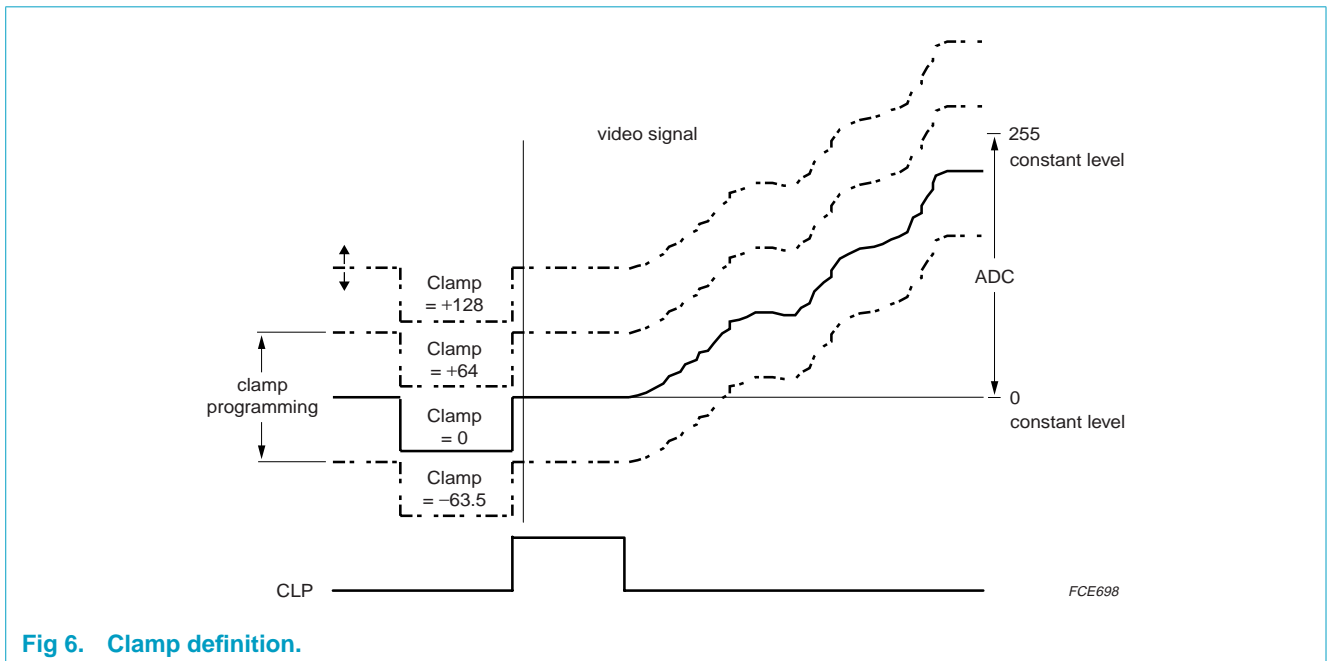 video signal
255
constant level
Clamp
= +128
Clamp
= +64
ADC
clamp
programming
Clamp
= 0
0
constant level
Clamp
= −63.5
CLP
FCE698
Fig 6. Clamp definition.